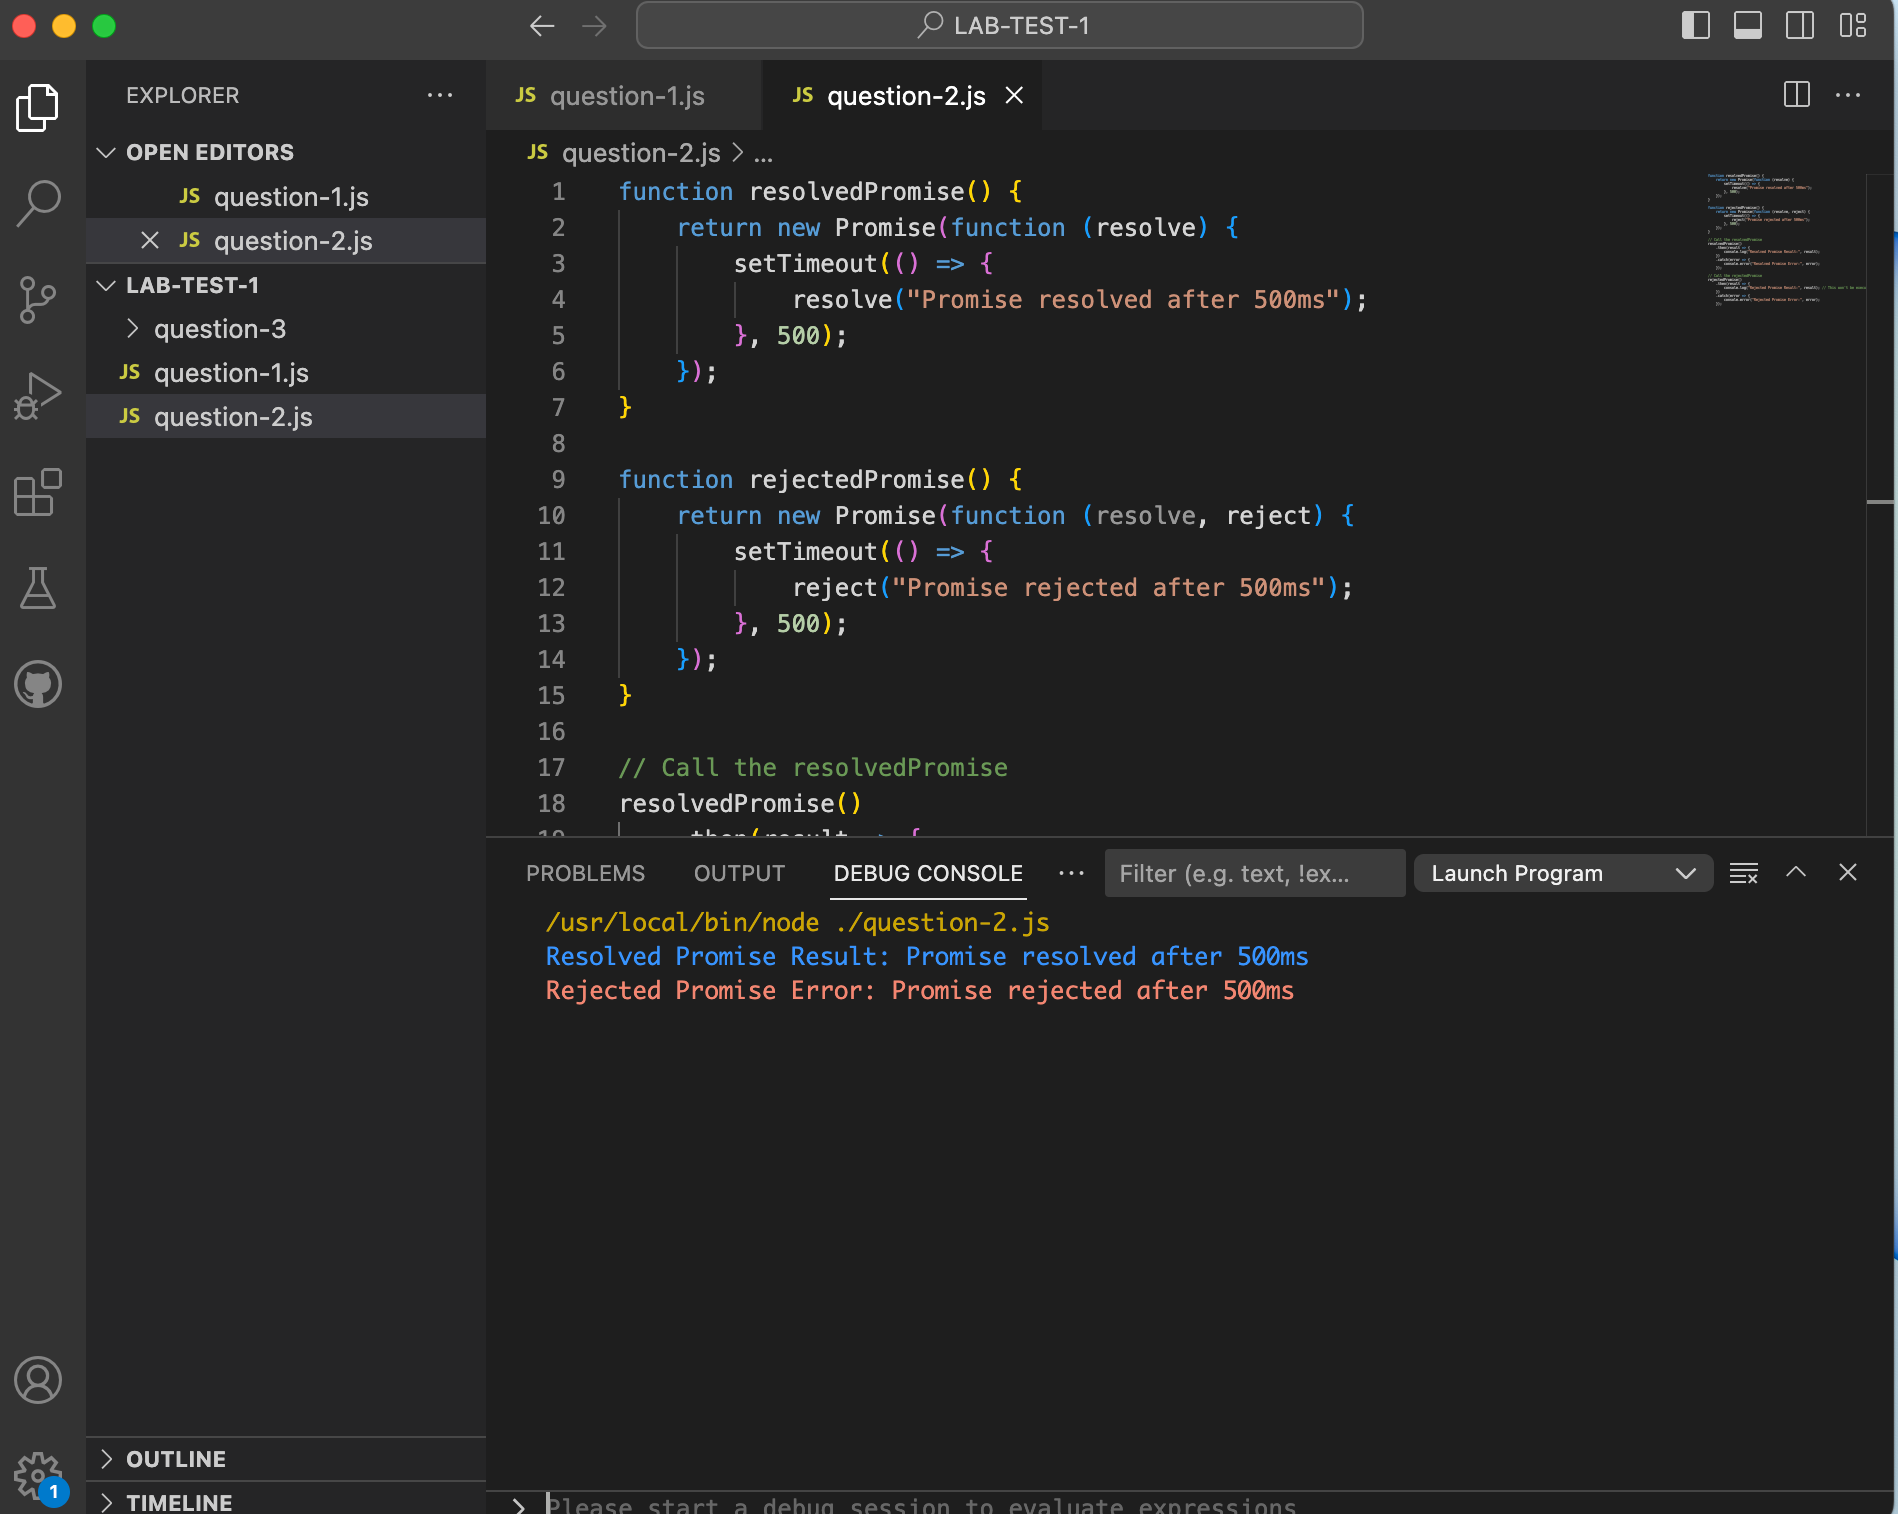 LAB-TEST-1
EXPLORER
OPEN EDITORS
JS question-1.js
JS question-2.js
LAB-TEST-1
question-3
JS question-1.js
JS question-2.js
OUTLINE
TIMELINE
1
JS question-1.js
JS question-2.js
JS question-2.js > ...
1 function resolvedPromise() {
2 return new Promise(function (resolve) {
3 setTimeout(() => {
4 resolve("Promise resolved after 500ms");
5 }, 500);
6 });
7 }
8
9 function rejectedPromise() {
10 return new Promise(function (resolve, reject) {
11 setTimeout(() => {
12 reject("Promise rejected after 500ms");
13 }, 500);
14 });
15 }
16
17 // Call the resolvedPromise
18 resolvedPromise()
19 .then(result => {
PROBLEMS OUTPUT DEBUG CONSOLE ... Filter (e.g. text, !ex... Launch Program
/usr/local/bin/node ./question-2.js
Resolved Promise Result: Promise resolved after 500ms
Rejected Promise Error: Promise rejected after 500ms
Please start a debug session to evaluate expressions